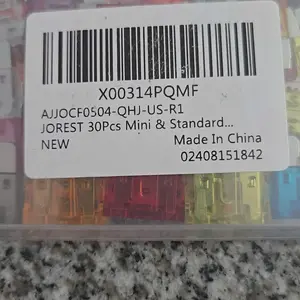 X00314PQMF
AJJOCF0504-QHJ-US-R1
JOREST 30Pcs Mini & Standard...
NEW Made In China
02408151842